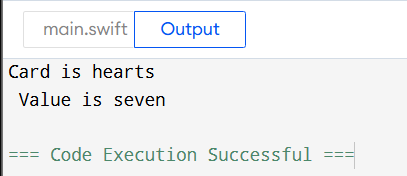 main.swift Output
Card is hearts
 Value is seven
=== Code Execution Successful ===